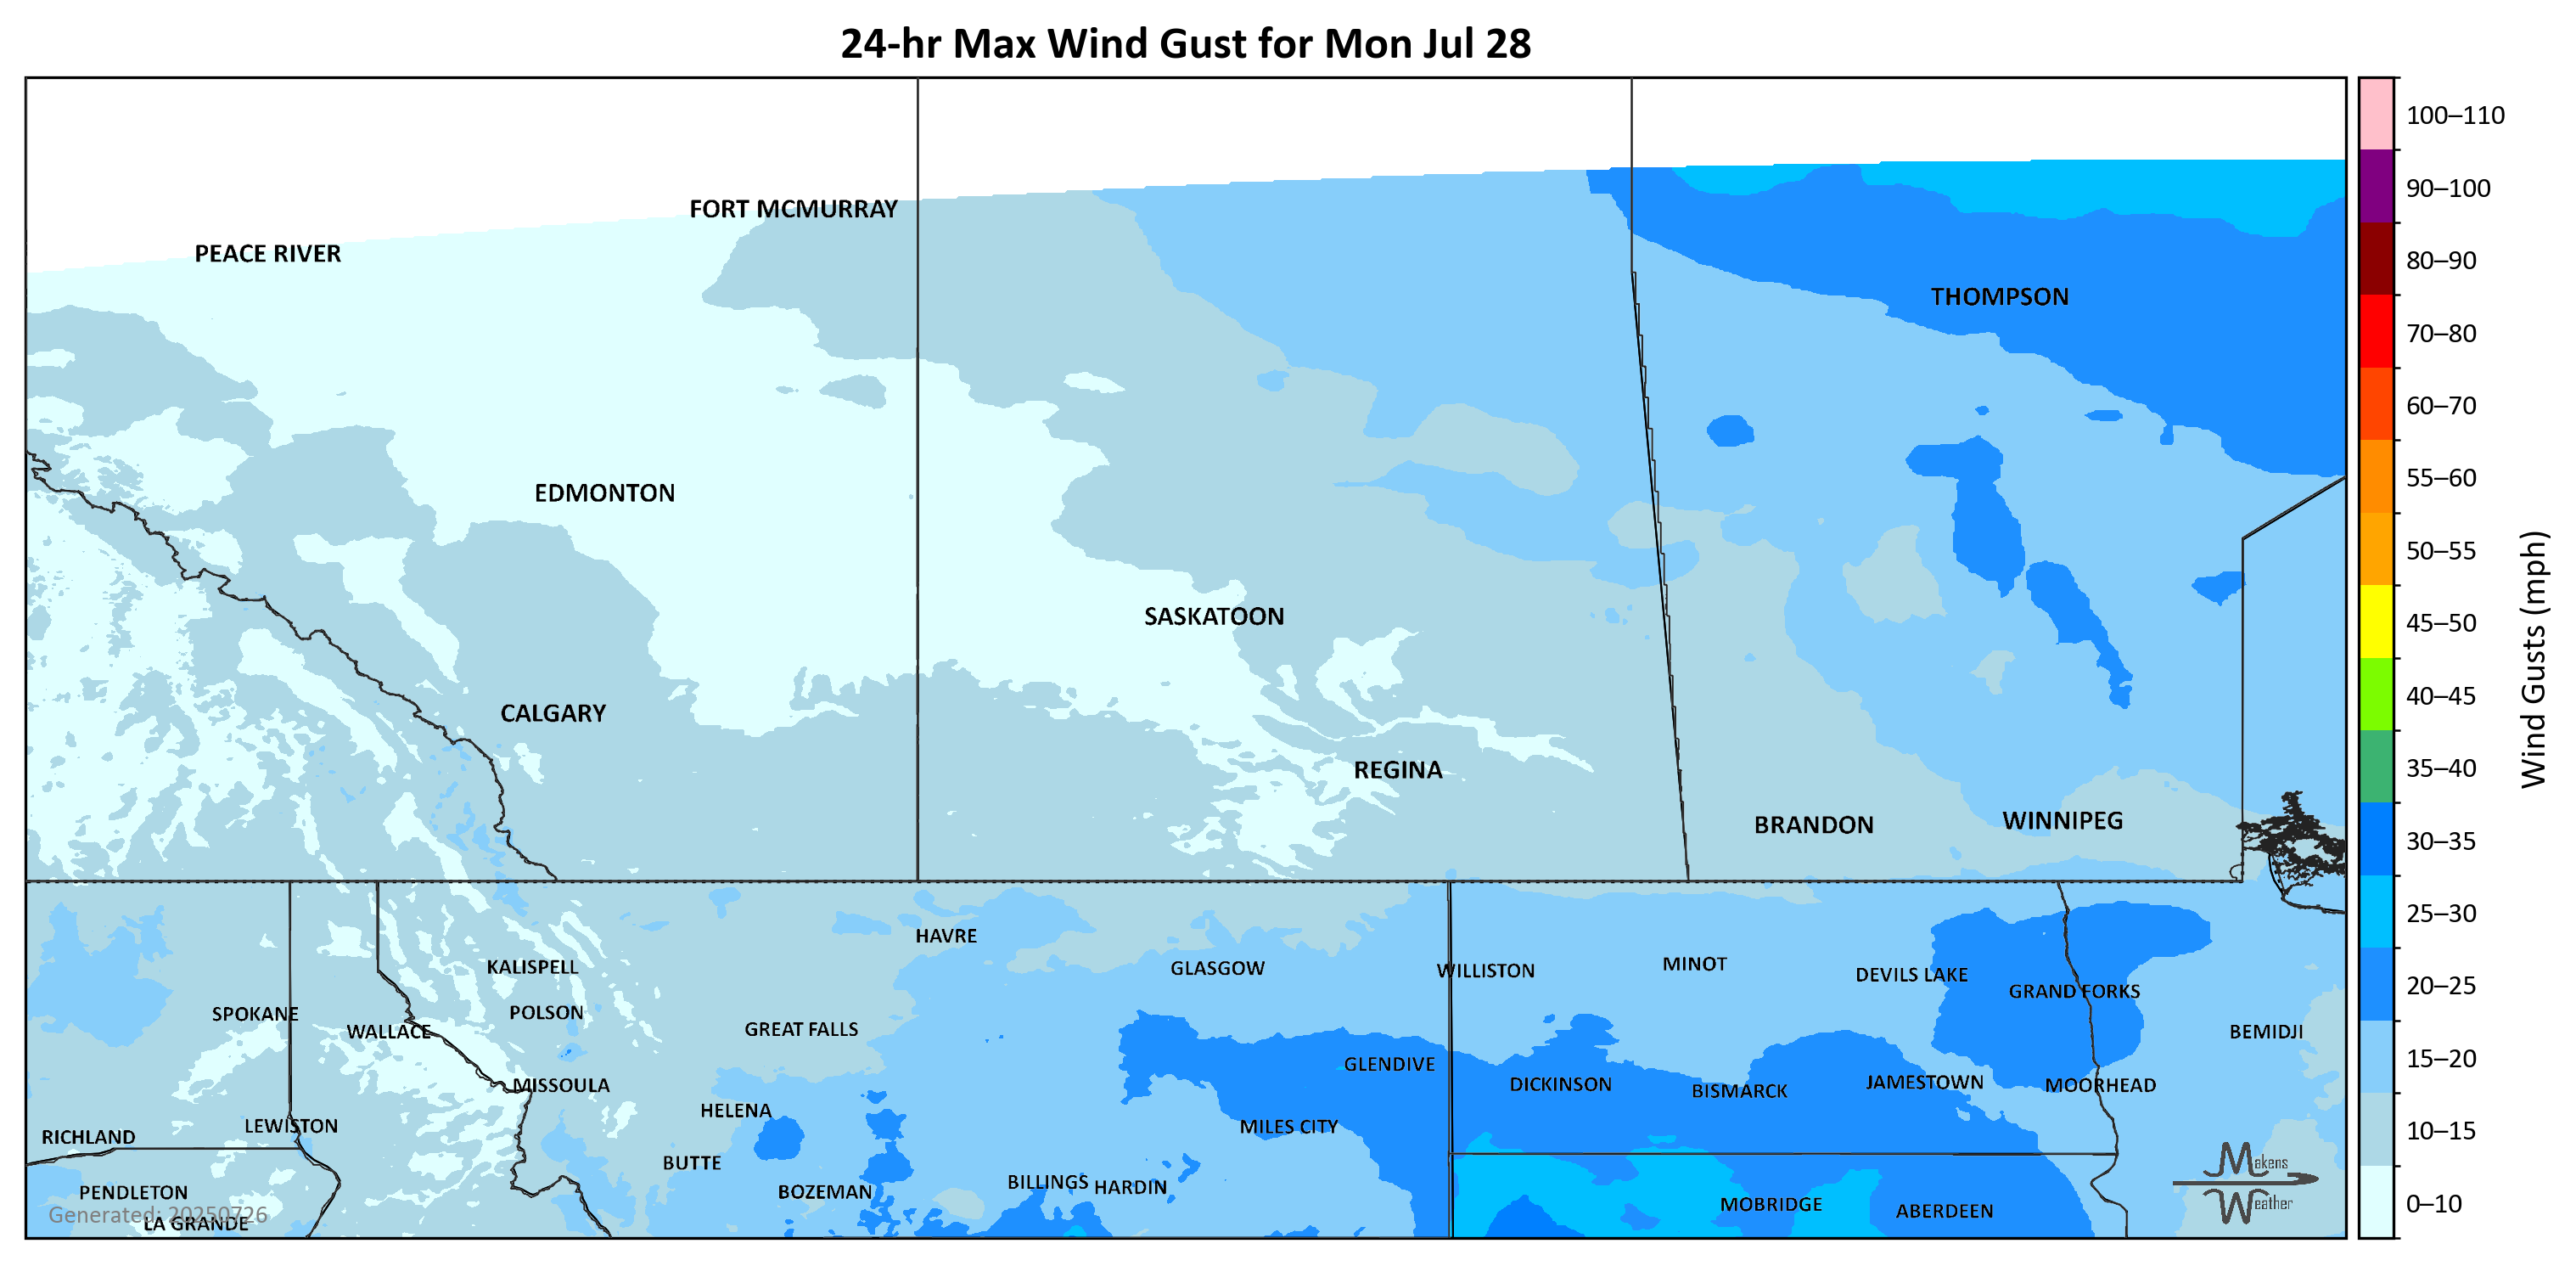 24-hr Max Wind Gust for Mon Jul 28
100–110
90–100
80–90
70–80
60–70
55–60
50–55
45–50
40–45
35–40
30–35
25–30
20–25
15–20
10–15
0–10
Wind Gusts (mph)
FORT MCMURRAY
PEACE RIVER
THOMPSON
EDMONTON
SASKATOON
CALGARY
REGINA
BRANDON
WINNIPEG
HAVRE
KALISPELL
GLASGOW
WILLISTON
MINOT
DEVILS LAKE
GRAND FORKS
SPOKANE
POLSON
WALLACE
GREAT FALLS
BEMIDJI
GLENDIVE
MISSOULA
DICKINSON
BISMARCK
JAMESTOWN
MOORHEAD
HELENA
LEWISTON
MILES CITY
RICHLAND
BUTTE
BILLINGS
HARDIN
PENDLETON
BOZEMAN
MOBRIDGE
ABERDEEN
LA GRANDE
Generated: 20250726
Makens
Weather